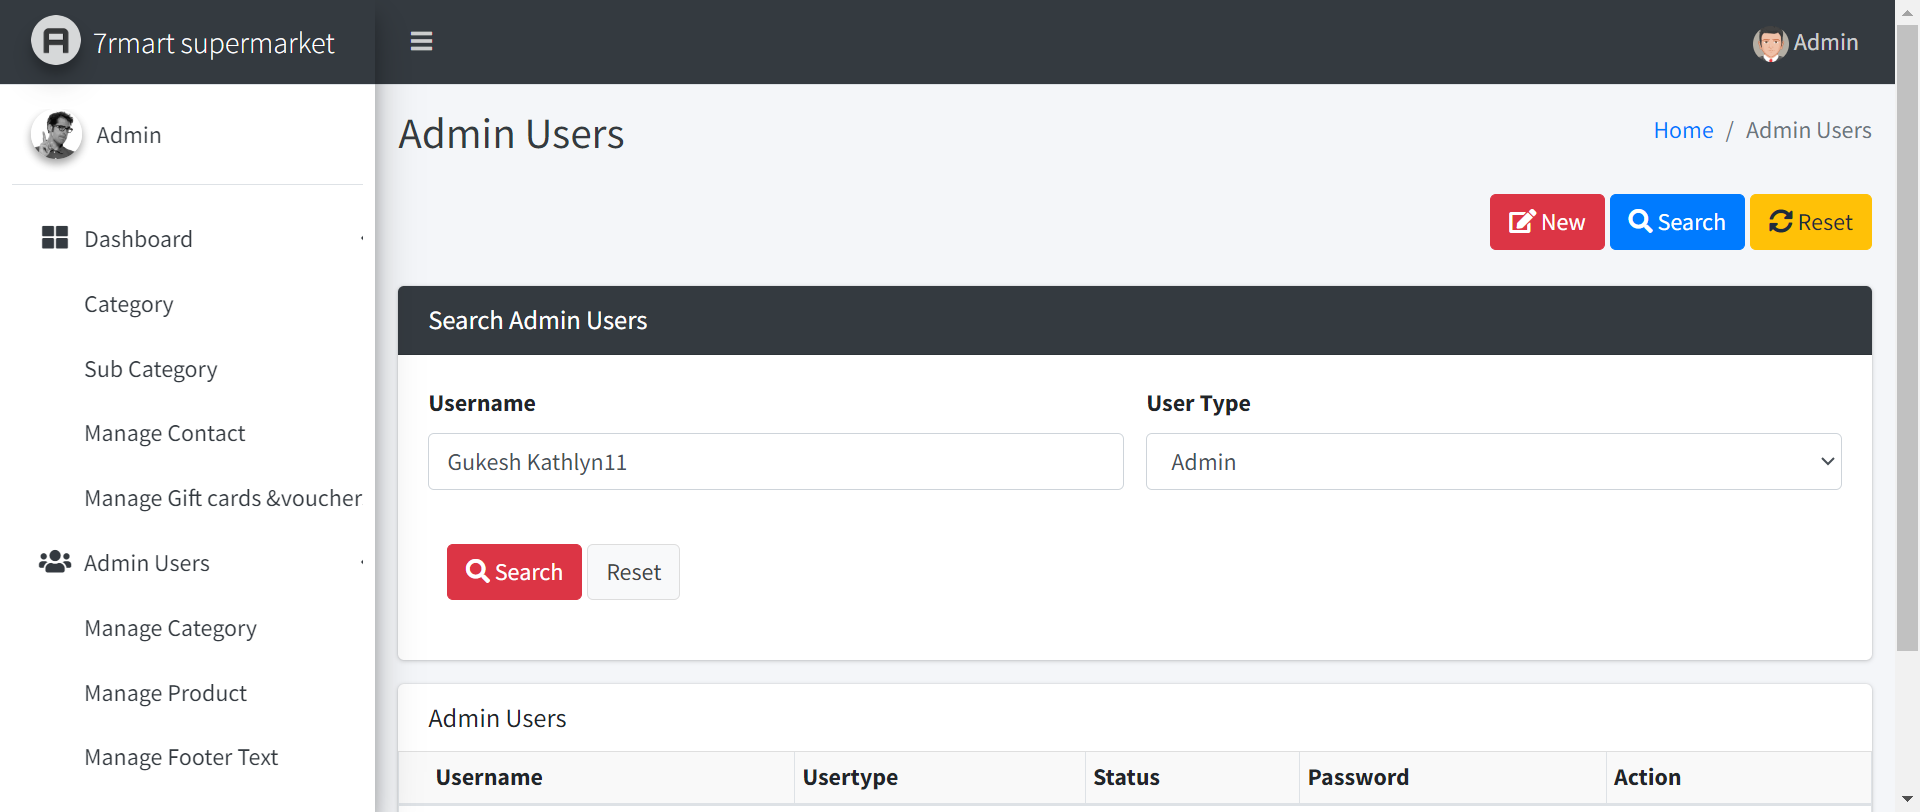 7rmart supermarket
Admin
Admin
Admin Users
Home / Admin Users
New Search Reset
Dashboard
Category
Sub Category
Manage Contact
Manage Gift cards &voucher
Admin Users
Manage Category
Manage Product
Manage Footer Text
Search Admin Users
Username User Type
Gukesh Kathlyn11 Admin
Search Reset
Admin Users
Username Usertype Status Password Action